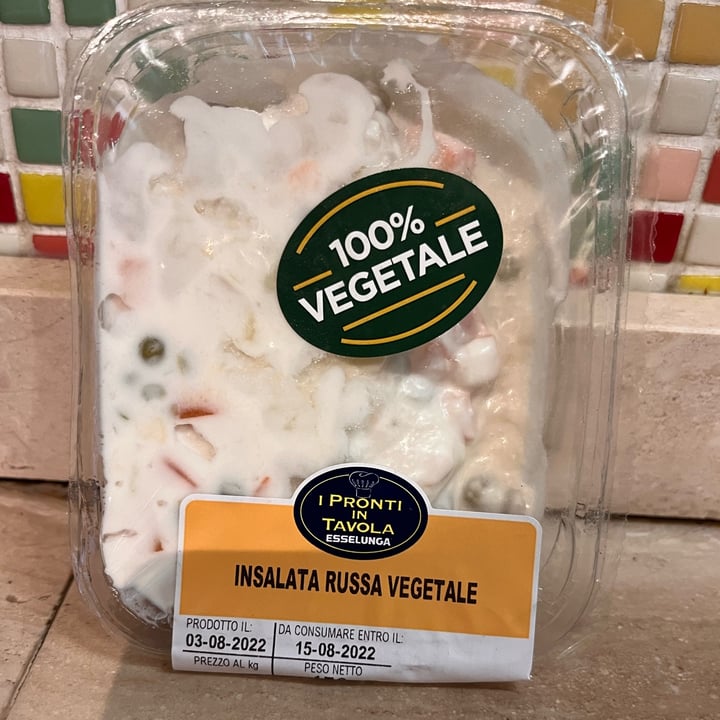 100%
VEGETALE
I PRONTI
IN
TAVOLA
ESSELUNGA
INSALATA RUSSA VEGETALE
PRODOTTO IL:
03-08-2022
DA CONSUMARE ENTRO IL:
15-08-2022
PREZZO AL kg
PESO NETTO